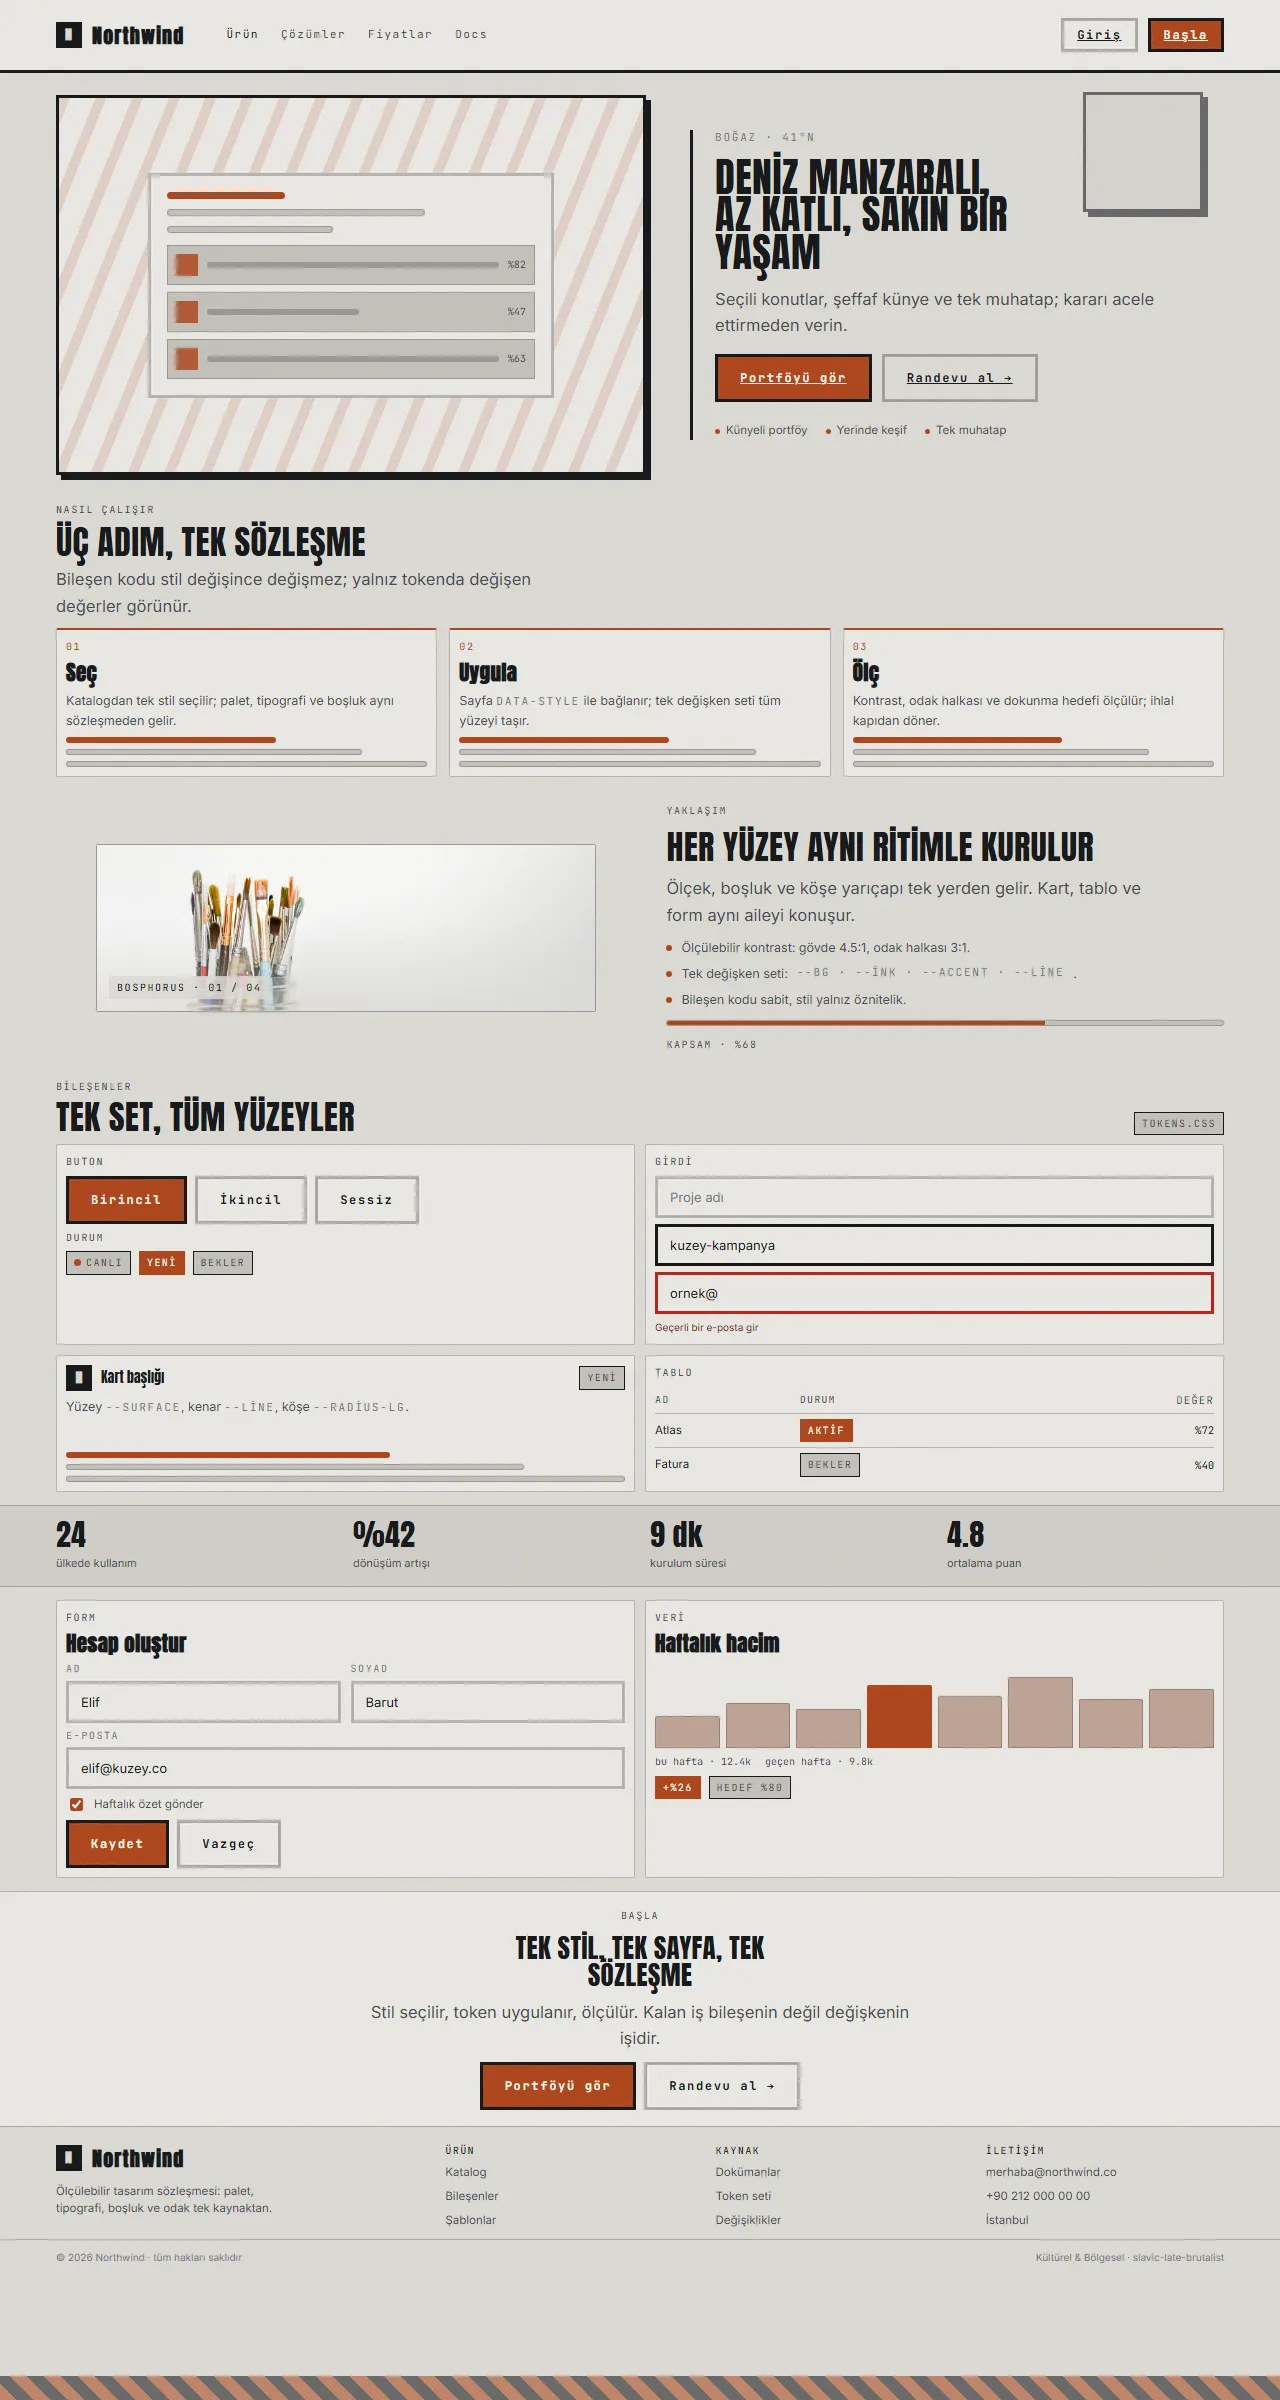 Northwind
Ürün
Çözümler
Fiyatlar
Docs
Giriş
Başla
%82
%47
%63
BOĞAZ · 41°N
DENİZ MANZARALI,
AZ KATLI, SAKIN BİR
YAŞAM
Seçili konutlar, şeffaf künye ve tek muhatap; kararı acele
ettirmeden verin.
Portföyü gör
Randevu al →
Künyeli portföy
Yerinde keşif
Tek muhatap
NASIL ÇALIŞIR
ÜÇ ADIM, TEK SÖZLEŞME
Bileşen kodu stil değişince değişmez; yalnız tokenda değişen
değerler görünür.
01
Seç
Katalogdan tek stil seçilir; palet, tipografi ve boşluk aynı
sözleşmeden gelir.
02
Uygula
Sayfa DATA-STYLE ile bağlanır; tek değişken seti tüm
yüzeyi taşır.
03
Ölç
Kontrast, odak halkası ve dokunma hedefi ölçülür; ihlal
kapıdan döner.
BOSPHORUS · 01 / 04
YAKLAŞIM
HER YÜZEY AYNI RİTİMLE KURULUR
Ölçek, boşluk ve köşe yarıçapı tek yerden gelir. Kart, tablo ve
form aynı aileyi konuşur.
Ölçülebilir kontrast: gövde 4.5:1, odak halkası 3:1.
Tek değişken seti: --BG · --İNK · --ACCENT · --LİNE .
Bileşen kodu sabit, stil yalnız öznitelik.
KAPSAM · %68
BİLEŞENLER
TEK SET, TÜM YÜZEYLER
TOKENS.CSS
BUTON
Birincil
İkincil
Sessiz
DURUM
CANLI
YENİ
BEKLER
GİRDİ
Proje adı
kuzey-kampanya
ornek@
Geçerli bir e-posta gir
Kart başlığı
YENİ
Yüzey --SURFACE, kenar --LİNE, köşe --RADİUS-LG.
TABLO
AD DURUM DEĞER
Atlas AKTİF %72
Fatura BEKLER %40
24
ülkede kullanım
%42
dönüşüm artışı
9 dk
kurulum süresi
4.8
ortalama puan
FORM
Hesap oluştur
AD
SOYAD
Elif
Barut
E-POSTA
elif@kuzey.co
Haftalık özet gönder
Kaydet
Vazgeç
VERİ
Haftalık hacim
bu hafta · 12.4k geçen hafta · 9.8k
+%26
HEDEF %80
BAŞLA
TEK STİL, TEK SAYFA, TEK
SÖZLEŞME
Stil seçilir, token uygulanır, ölçülür. Kalan iş bileşenin değil değişkenin
işidir.
Portföyü gör
Randevu al →
Northwind
Ölçülebilir tasarım sözleşmesi: palet,
tipografi, boşluk ve odak tek kaynaktan.
ÜRÜN
Katalog
Bileşenler
Şablonlar
KAYNAK
Dokümanlar
Token seti
Değişiklikler
İLETİŞİM
merhaba@northwind.co
+90 212 000 00 00
İstanbul
© 2026 Northwind · tüm hakları saklıdır
Kültürel & Bölgesel · slavic-late-brutalist